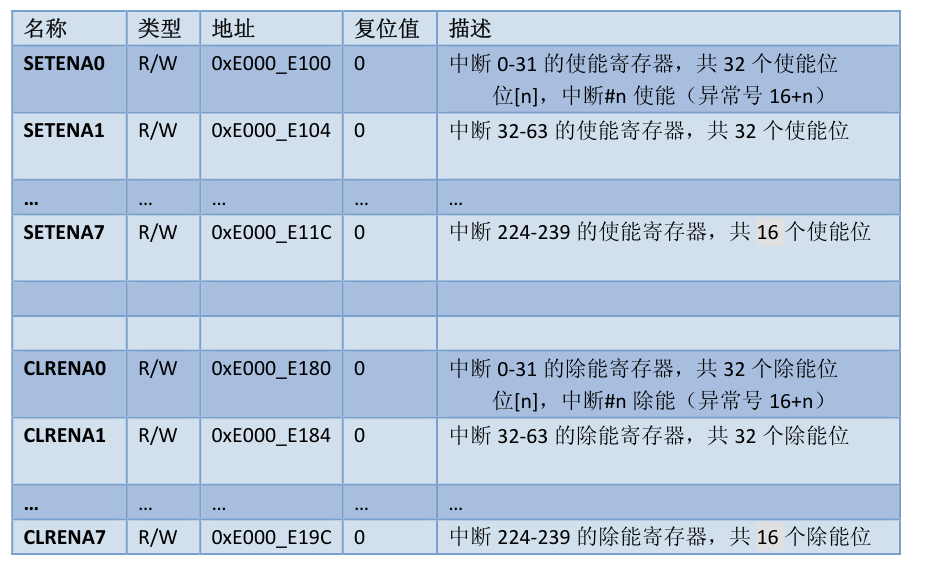 名称 类型 地址 复位值 描述
SETENA0 R/W 0xE000_E100 0 中断 0-31 的使能寄存器，共 32 个使能位
位[n]，中断#n 使能（异常号 16+n）
SETENA1 R/W 0xE000_E104 0 中断 32-63 的使能寄存器，共 32 个使能位
… … … … …
SETENA7 R/W 0xE000_E11C 0 中断 224-239 的使能寄存器，共 16 个使能位
CLRENA0 R/W 0xE000_E180 0 中断 0-31 的除能寄存器，共 32 个除能位
位[n]，中断#n 除能（异常号 16+n）
CLRENA1 R/W 0xE000_E184 0 中断 32-63 的除能寄存器，共 32 个除能位
… … … … …
CLRENA7 R/W 0xE000_E19C 0 中断 224-239 的除能寄存器，共 16 个除能位